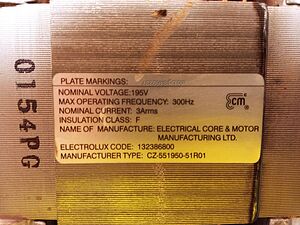 0154PG
PLATE MARKINGS:
NOMINAL VOLTAGE:195V
MAX OPERATING FREQUENCY: 300Hz
NOMINAL CURRENT: 3Arms
INSULATION CLASS: F
NAME OF MANUFACTURE: ELECTRICAL CORE & MOTOR
MANUFACTURING LTD.
ELECTROLUX CODE: 132386800
MANUFACTURER TYPE: CZ-551950-51R01
ecm